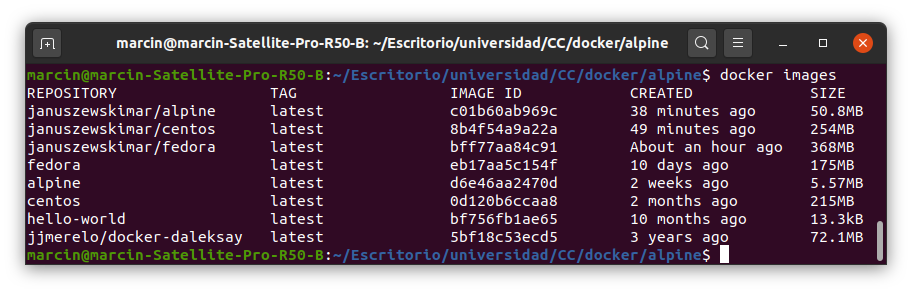 marcin@marcin-Satellite-Pro-R50-B: ~/Escritorio/universidad/CC/docker/alpine
marcin@marcin-Satellite-Pro-R50-B:~/Escritorio/universidad/CC/docker/alpine$ docker images
REPOSITORY TAG IMAGE ID CREATED SIZE
januszewskimar/alpine latest c01b60ab969c 38 minutes ago 50.8MB
januszewskimar/centos latest 8b4f54a9a22a 49 minutes ago 254MB
januszewskimar/fedora latest bff77aa84c91 About an hour ago 368MB
fedora latest eb17aa5c154f 10 days ago 175MB
alpine latest d6e46aa2470d 2 weeks ago 5.57MB
centos latest 0d120b6ccaa8 2 months ago 215MB
hello-world latest bf756fb1ae65 10 months ago 13.3kB
jjmerelo/docker-daleksay latest 5bf18c53ecd5 3 years ago 72.1MB
marcin@marcin-Satellite-Pro-R50-B:~/Escritorio/universidad/CC/docker/alpine$